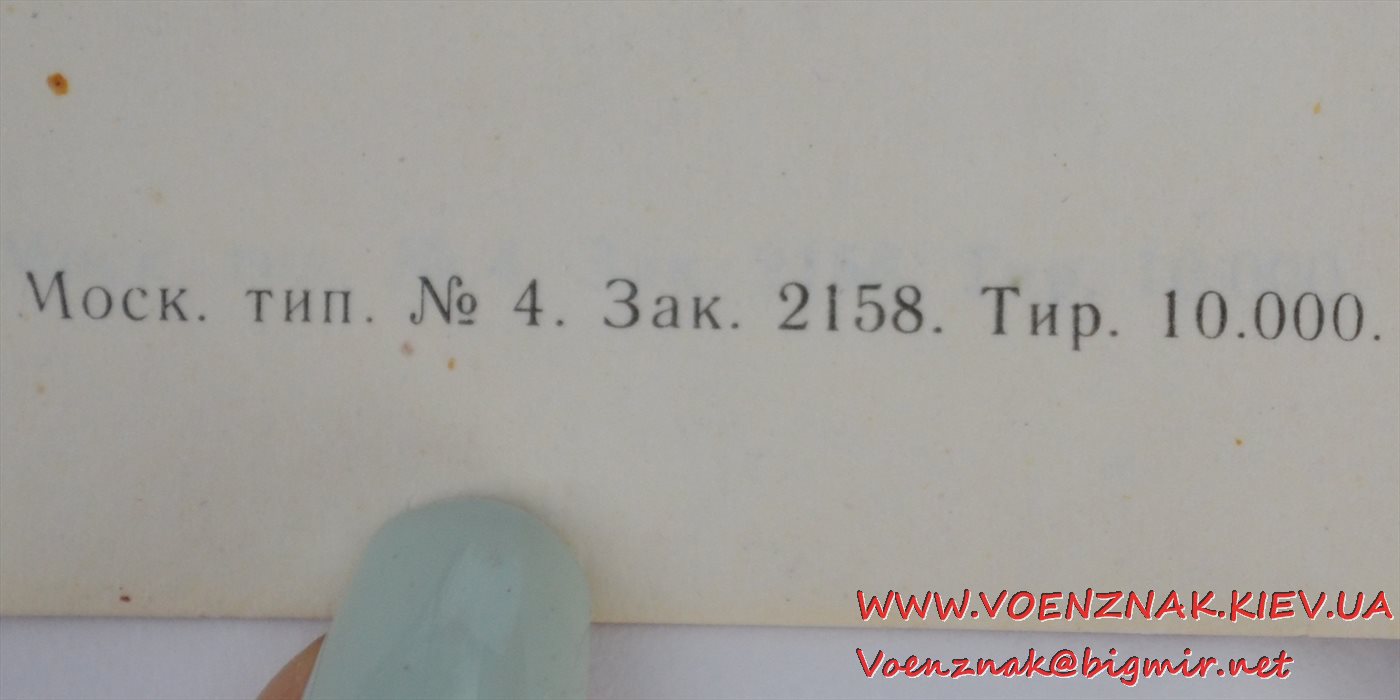 Моск. тип. № 4. Зак. 2158. Тир. 10.000.
WWW.VOENZNAK.KIEV.UA
Voenznak@bigmir.net